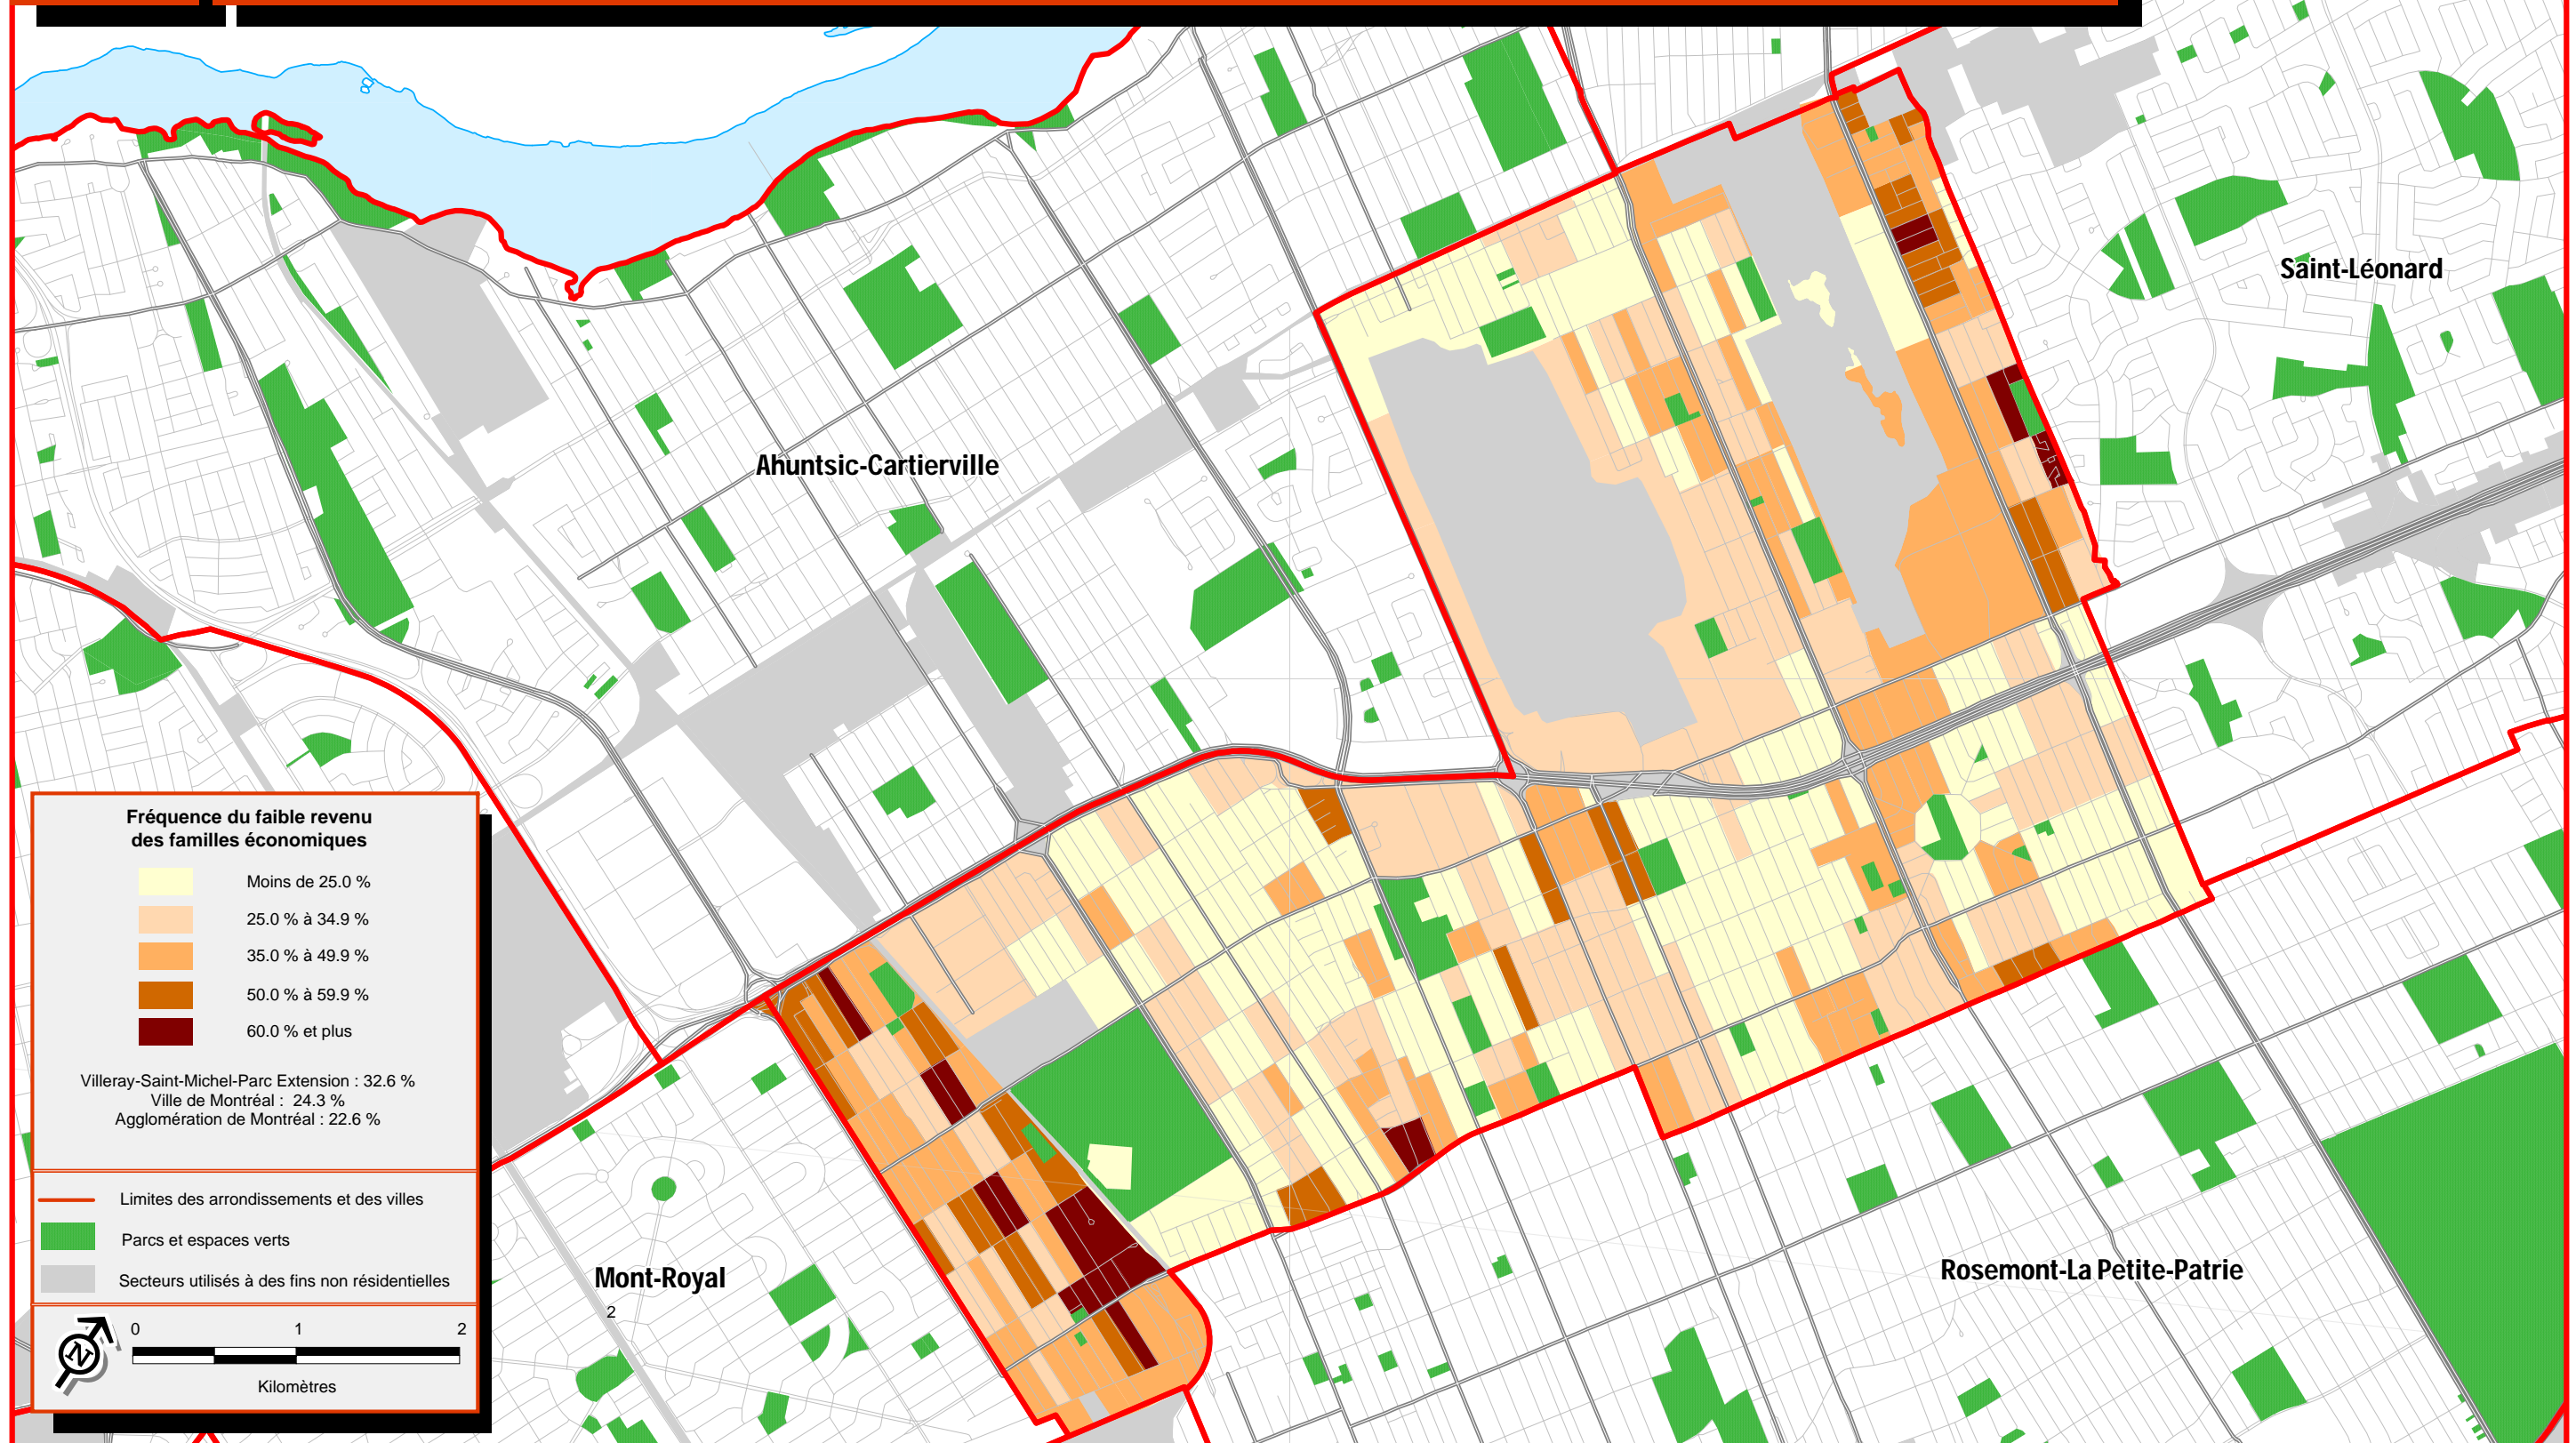 Saint-Léonard
Ahuntsic-Cartierville
Fréquence du faible revenu
des familles économiques
Moins de 25.0 %
25.0 % à 34.9 %
35.0 % à 49.9 %
50.0 % à 59.9 %
60.0 % et plus
Villeray-Saint-Michel-Parc Extension : 32.6 %
Ville de Montréal : 24.3 %
Agglomération de Montréal : 22.6 %
Limites des arrondissements et des villes
Parcs et espaces verts
Secteurs utilisés à des fins non résidentielles
N
0 1 2
Kilomètres
Mont-Royal
2
Rosemont-La Petite-Patrie